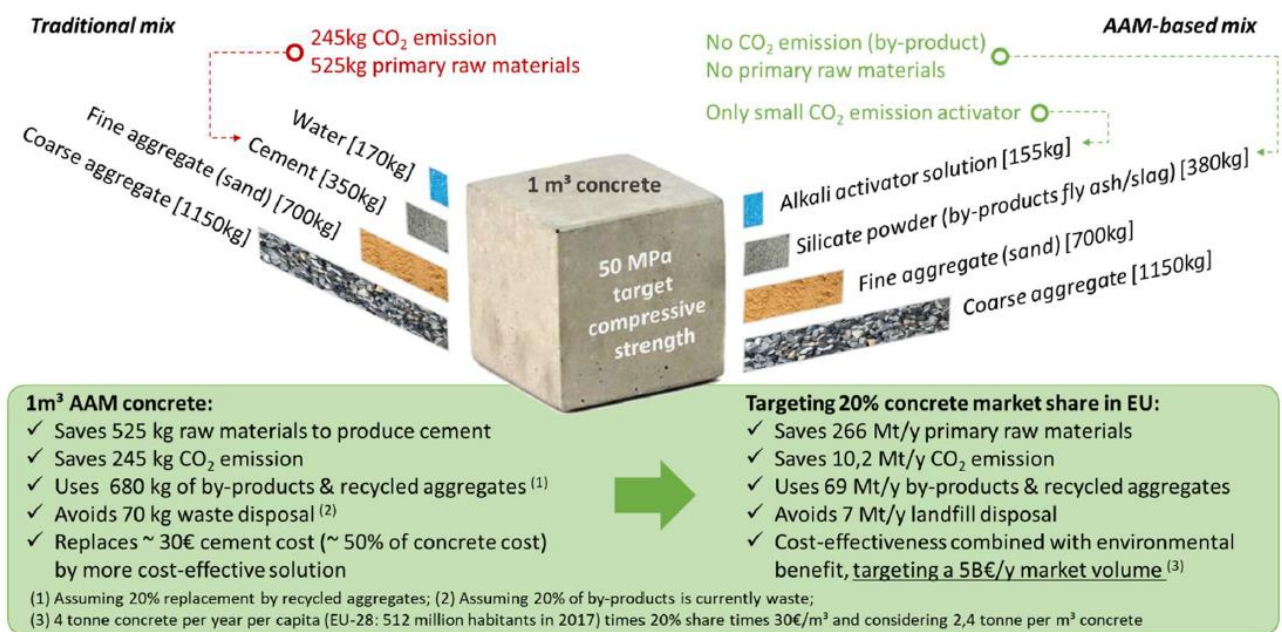 Traditional mix
AAM-based mix
245kg CO₂ emission
525kg primary raw materials
No CO₂ emission (by-product)
No primary raw materials
Only small CO₂ emission activator
Water [170kg]
Cement [350kg]
Fine aggregate (sand) [700kg]
Coarse aggregate [1150kg]
1 m³ concrete
50 MPa
target
compressive
strength
Alkali activator solution [155kg]
Silicate powder (by-products fly ash/slag) [380kg]
Fine aggregate (sand) [700kg]
Coarse aggregate [1150kg]
1m³ AAM concrete:
✓ Saves 525 kg raw materials to produce cement
✓ Saves 245 kg CO₂ emission
✓ Uses 680 kg of by-products & recycled aggregates (1)
✓ Avoids 70 kg waste disposal (2)
✓ Replaces ~ 30€ cement cost (~ 50% of concrete cost)
by more cost-effective solution
Targeting 20% concrete market share in EU:
✓ Saves 266 Mt/y primary raw materials
✓ Saves 10,2 Mt/y CO₂ emission
✓ Uses 69 Mt/y by-products & recycled aggregates
✓ Avoids 7 Mt/y landfill disposal
✓ Cost-effectiveness combined with environmental
benefit, targeting a 5B€/y market volume (3)
(1) Assuming 20% replacement by recycled aggregates; (2) Assuming 20% of by-products is currently waste;
(3) 4 tonne concrete per year per capita (EU-28: 512 million habitants in 2017) times 20% share times 30€/m³ and considering 2,4 tonne per m³ concrete